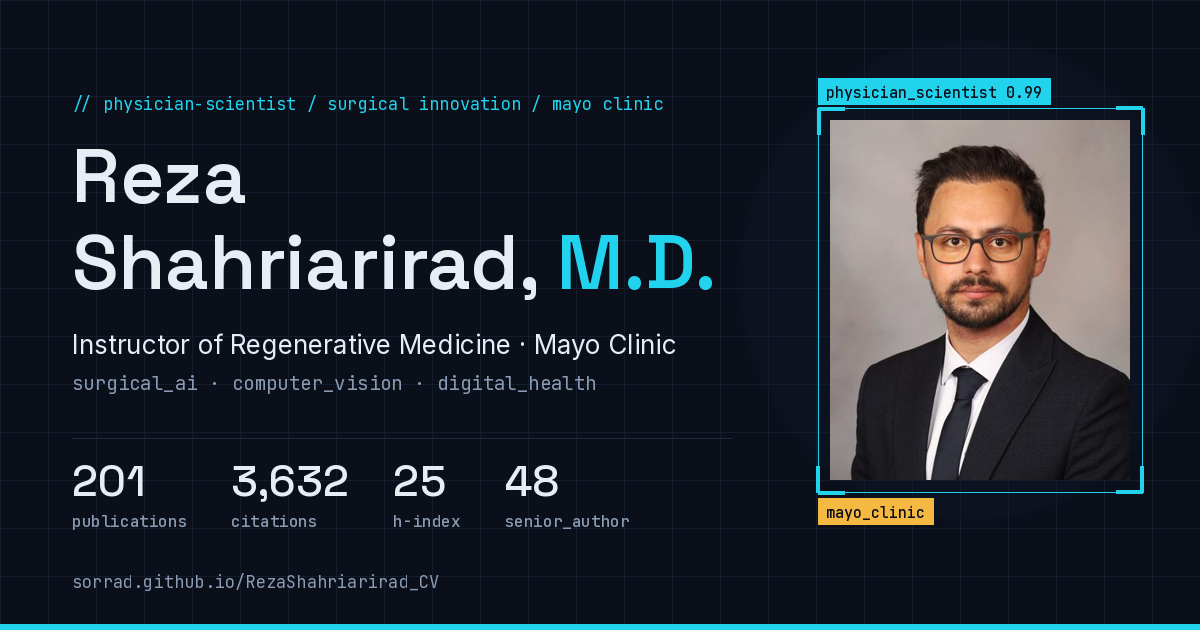 // physician-scientist / surgical innovation / mayo clinic
Reza
Shahriarirad, M.D.
Instructor of Regenerative Medicine · Mayo Clinic
surgical_ai · computer_vision · digital_health
201 3,632 25 48
publications citations h-index senior_author
sorrad.github.io/RezaShahriarirad_CV
physician_scientist 0.99
mayo_clinic